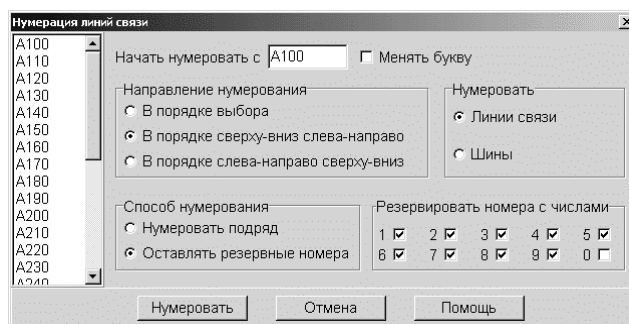 Нумерация линий связи
A100
A110
A120
A130
A140
A150
A160
A170
A180
A190
A200
A210
A220
A230
A240
Начать нумеровать с A100 Менять букву
Направление нумерования
В порядке выбора
В порядке сверху-вниз слева-направо
В порядке слева-направо сверху-вниз
Нумеровать
Линии связи
Шины
Способ нумерования
Нумеровать подряд
Оставлять резервные номера
Резервировать номера с числами
1 2 3 4 5
6 7 8 9 0
Нумеровать Отмена Помощь